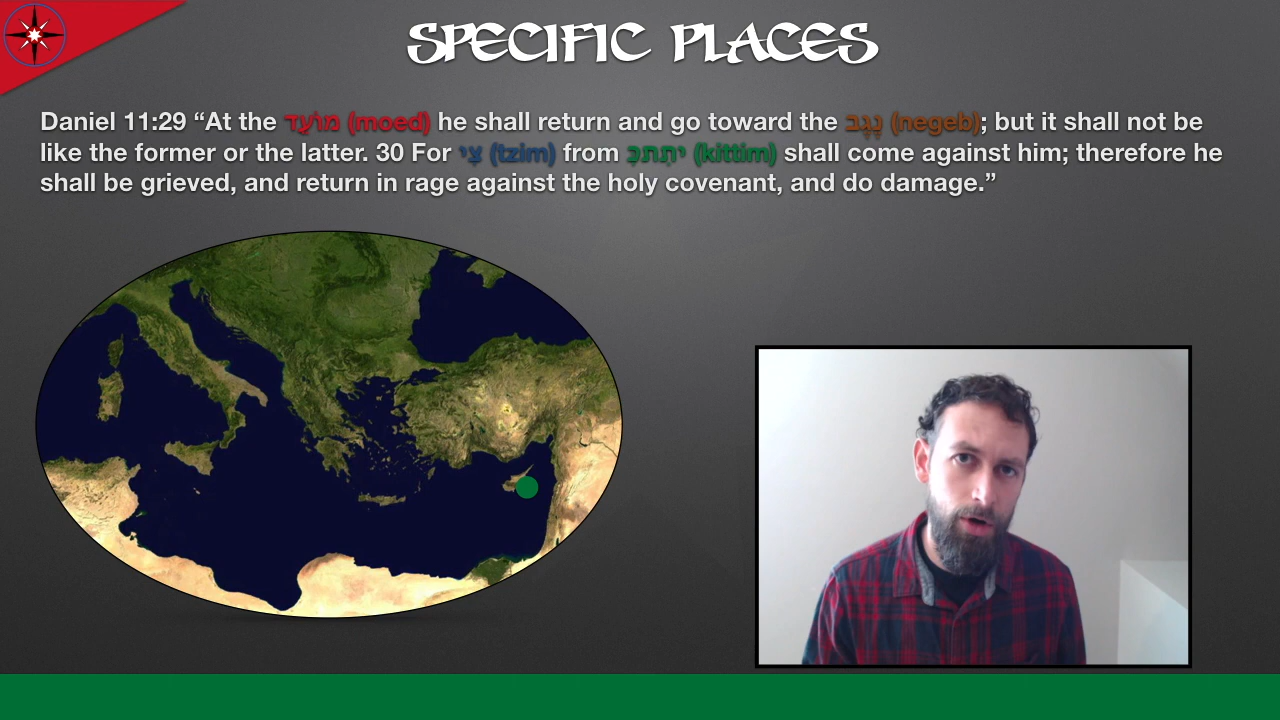 SPECIFIC PLACES
Daniel 11:29 “At the מוֹעֵד (moed) he shall return and go toward the נֶגֶב (negeb); but it shall not be
like the former or the latter. 30 For צִי (tzim) from יתִתּכִ (kittim) shall come against him; therefore he
shall be grieved, and return in rage against the holy covenant, and do damage.”